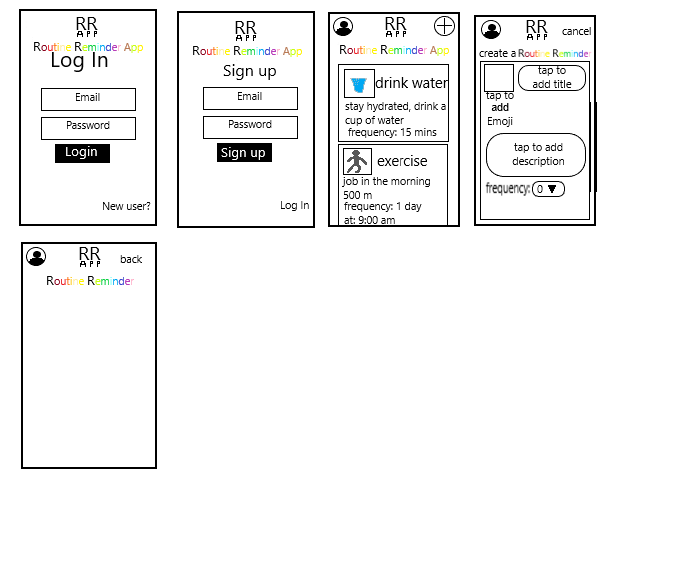 RR
APP
Routine Reminder App
Log In
Email
Password
Login
New user?
RR
APP
Routine Reminder App
Sign up
Email
Password
Sign up
Log In
RR
APP
Routine Reminder App
drink water
stay hydrated, drink a
cup of water
frequency: 15 mins
exercise
job in the morning
500 m
frequency: 1 day
at: 9:00 am
RR
APP
cancel
create a Routine Reminder
tap to
add
Emoji
tap to
add title
tap to add
description
frequency: 0 ▼
RR
APP
back
Routine Reminder